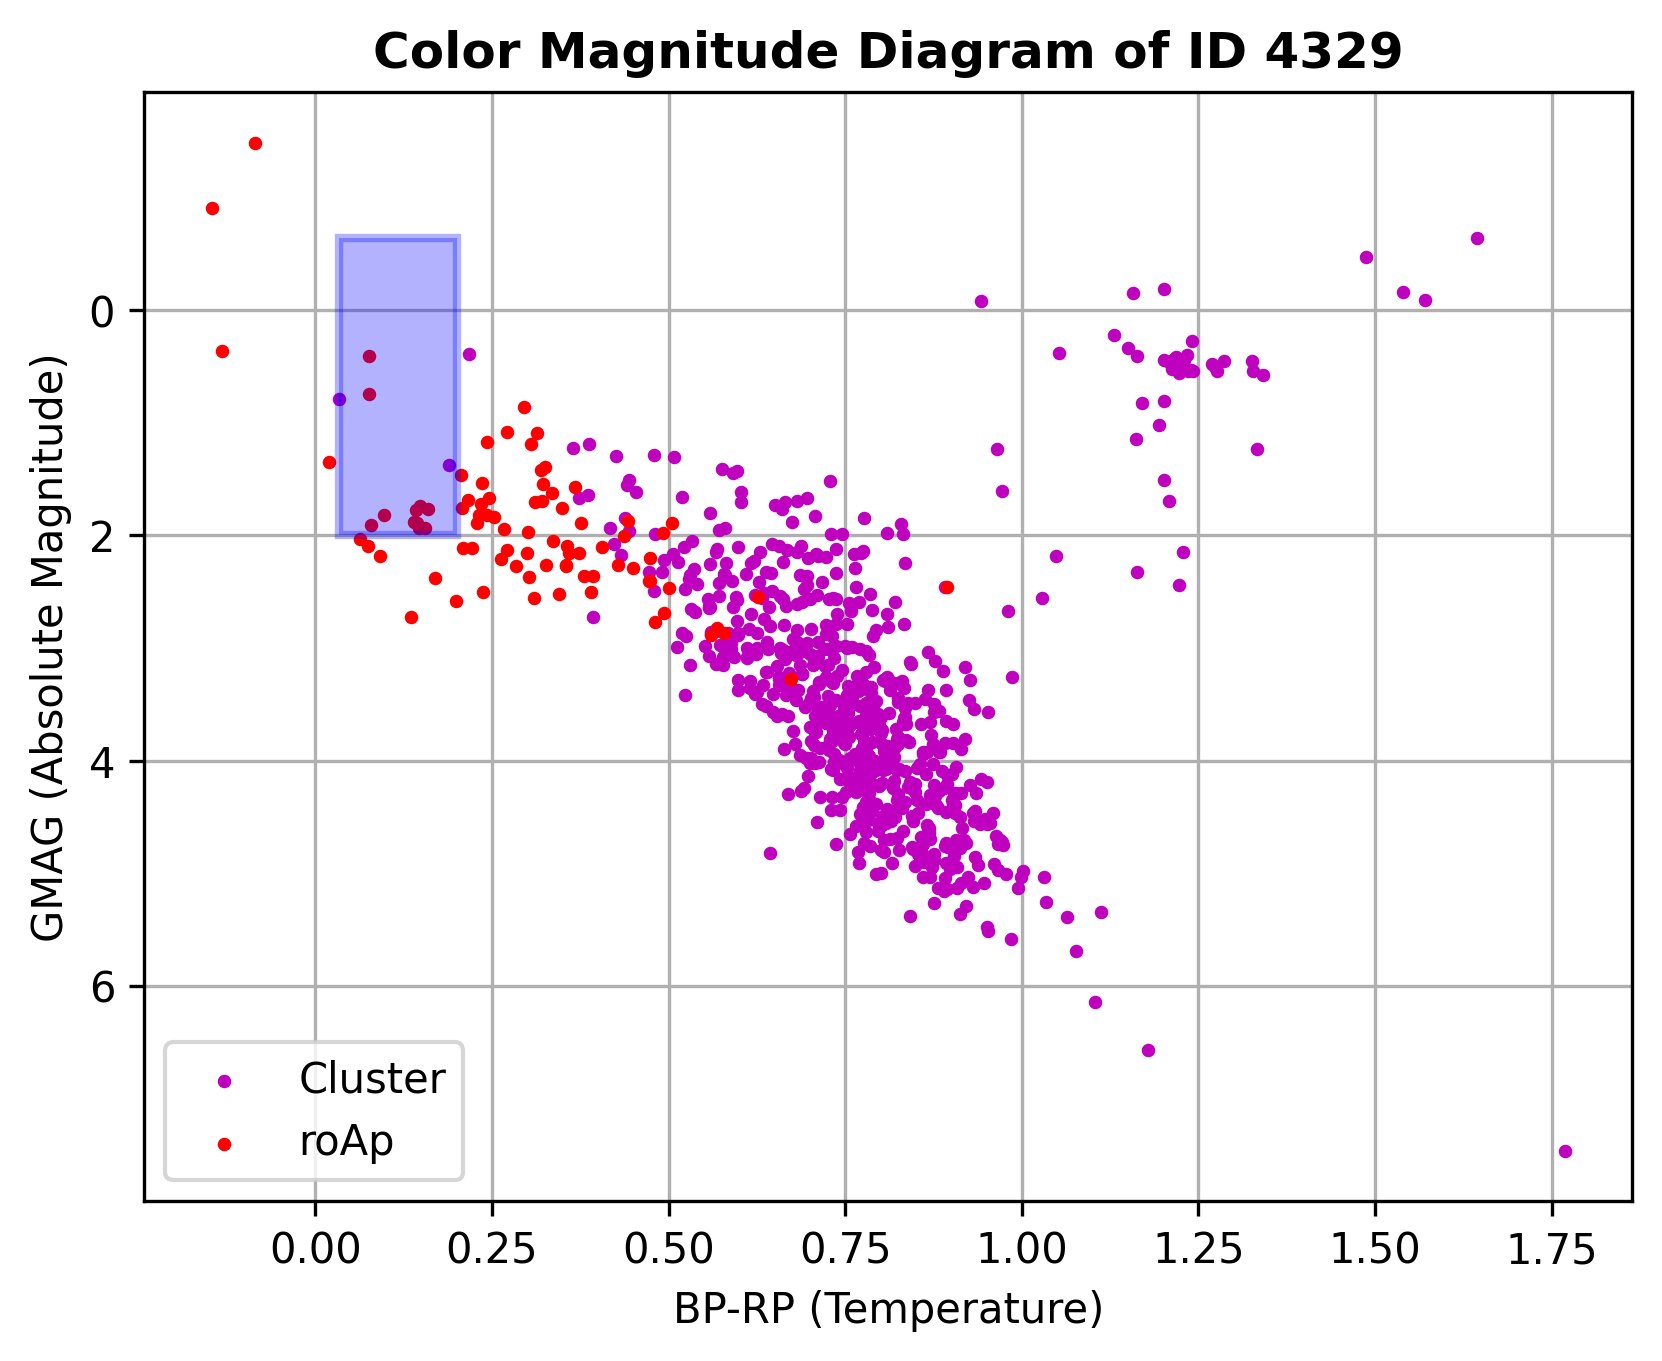 Color Magnitude Diagram of ID 4329
GMAG (Absolute Magnitude)
0
2
4
6
Cluster
roAp
0.00 0.25 0.50 0.75 1.00 1.25 1.50 1.75
BP-RP (Temperature)